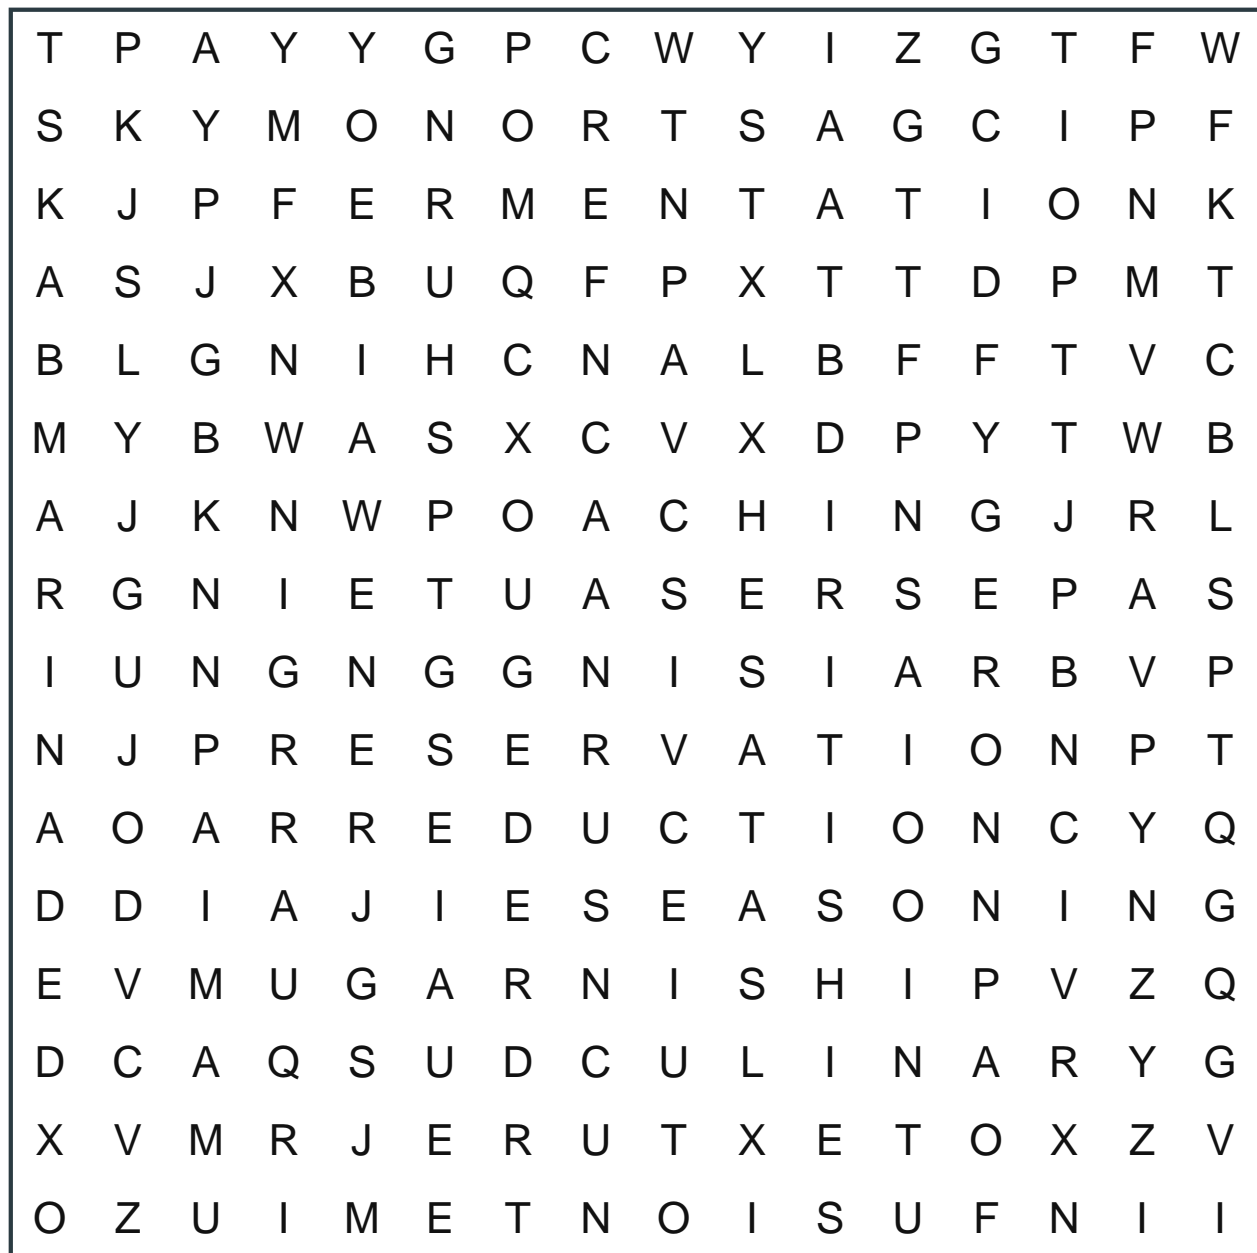 T P A Y Y G P C W Y I Z G T F W
S K Y M O N O R T S A G C I P F
K J P F E R M E N T A T I O N K
A S J X B U Q F P X T T D P M T
B L G N I H C N A L B F F T V C
M Y B W A S X C V X D P Y T W B
A J K N W P O A C H I N G J R L
R G N I E T U A S E R S E P A S
I U N G N G G N I S I A R B V P
N J P R E S E R V A T I O N P T
A O A R R E D U C T I O N C Y Q
D D I A J I E S E A S O N I N G
E V M U G A R N I S H I P V Z Q
D C A Q S U D C U L I N A R Y G
X V M R J E R U T X E T O X Z V
O Z U I M E T N O I S U F N I I